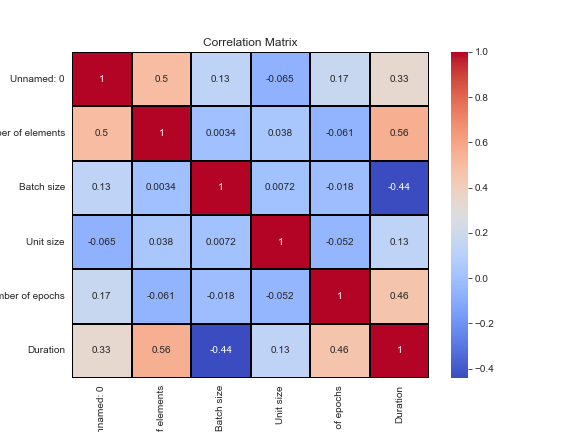 Correlation Matrix
Unnamed: 0 1 0.5 0.13 -0.065 0.17 0.33
er of elements 0.5 1 0.0034 0.038 -0.061 0.56
Batch size 0.13 0.0034 1 0.0072 -0.018 -0.44
Unit size -0.065 0.038 0.0072 1 -0.052 0.13
mber of epochs 0.17 -0.061 -0.018 -0.052 1 0.46
Duration 0.33 0.56 -0.44 0.13 0.46 1
nnamed: 0
f elements
Batch size
Unit size
of epochs
Duration
1.0
0.8
0.6
0.4
0.2
0.0
−0.2
−0.4